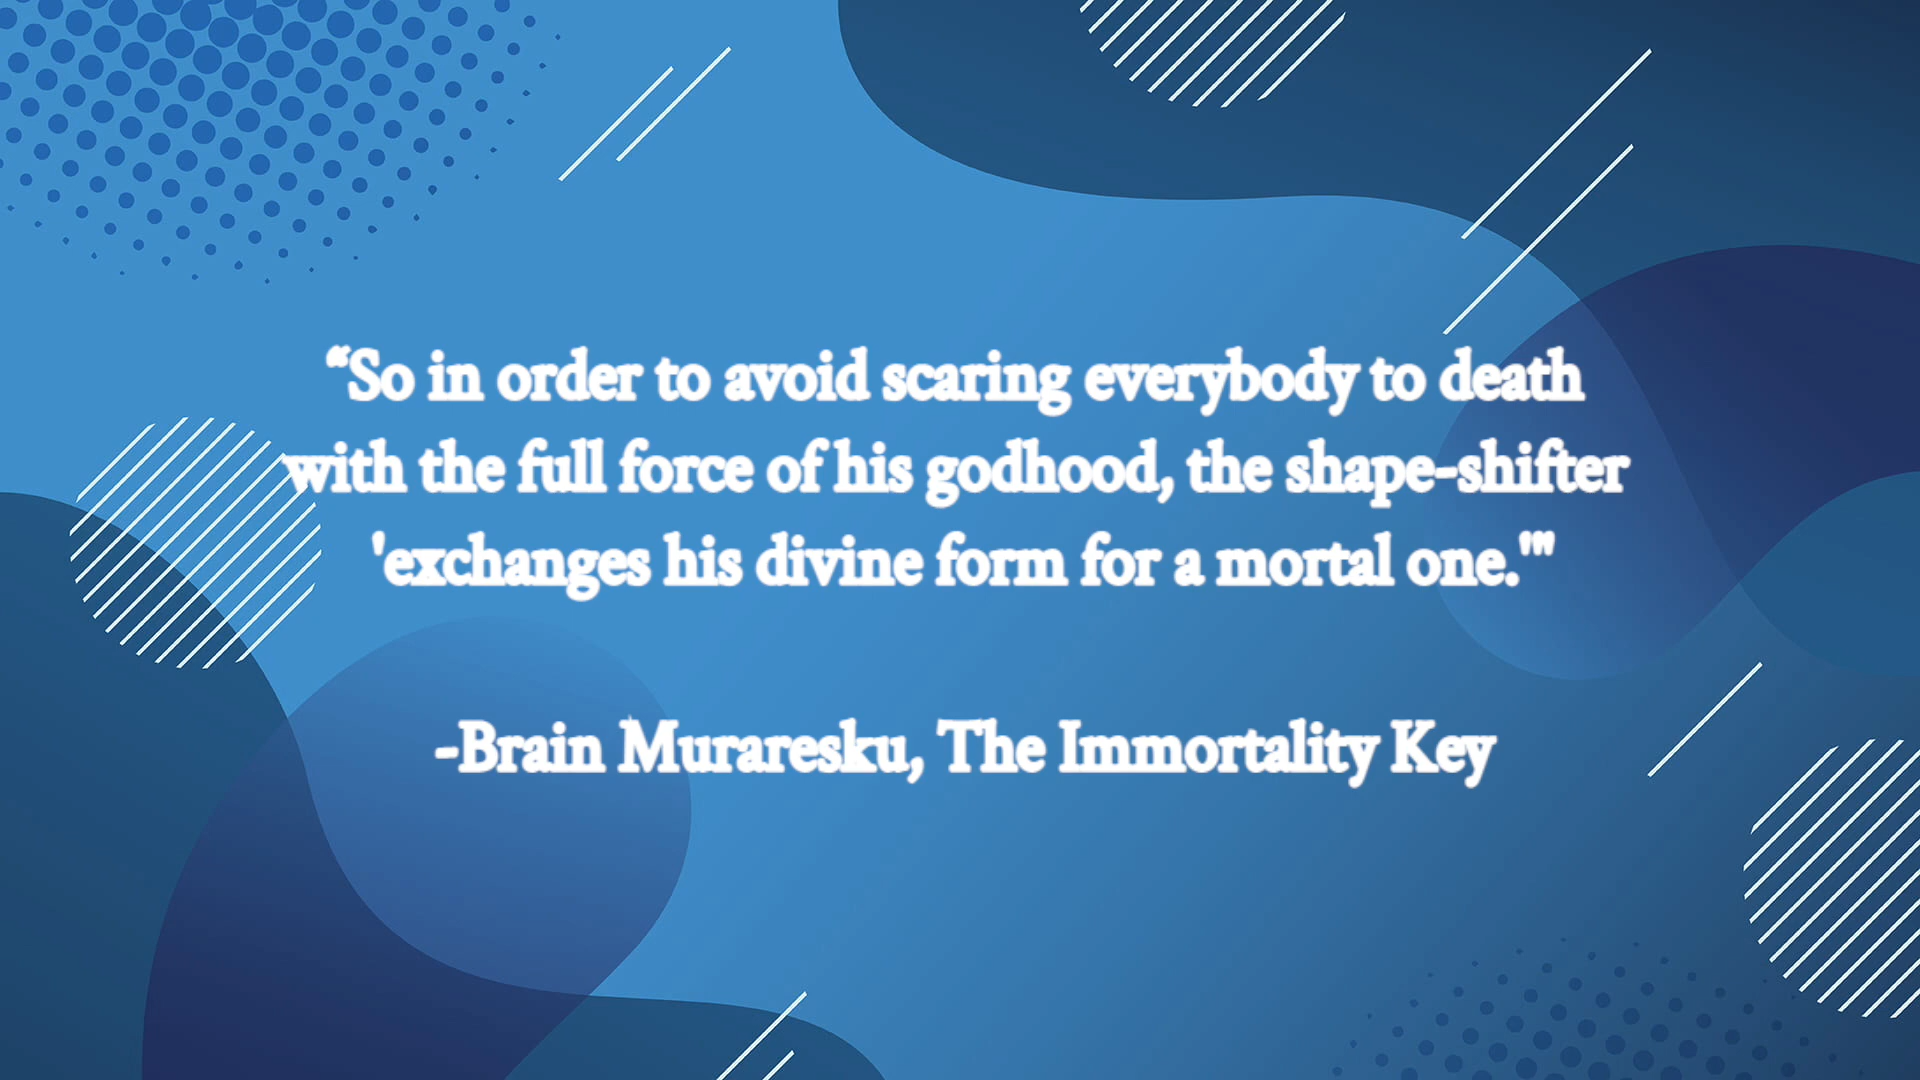 “So in order to avoid scaring everybody to death
with the full force of his godhood, the shape-shifter
'exchanges his divine form for a mortal one.'"
-Brain Muraresku, The Immortality Key